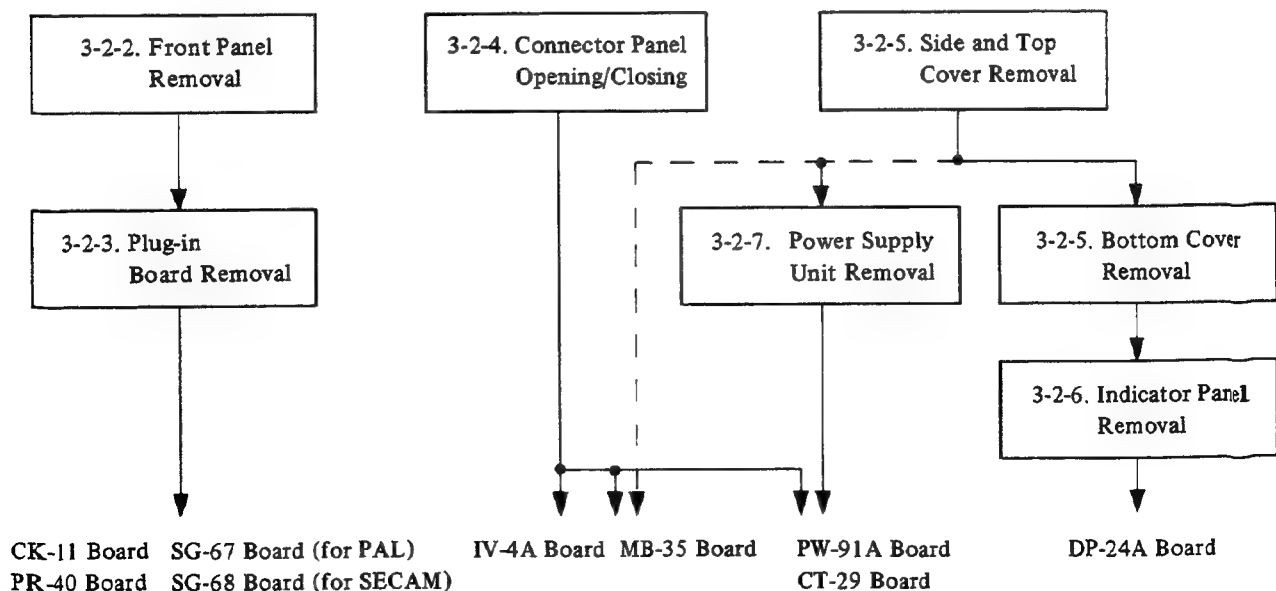 3-2-2. Front Panel
Removal
3-2-4. Connector Panel
Opening/Closing
3-2-5. Side and Top
Cover Removal
3-2-3. Plug-in
Board Removal
3-2-7. Power Supply
Unit Removal
3-2-5. Bottom Cover
Removal
3-2-6. Indicator Panel
Removal
CK-11 Board SG-67 Board (for PAL)
PR-40 Board SG-68 Board (for SECAM)
IV-4A Board MB-35 Board
PW-91A Board
CT-29 Board
DP-24A Board